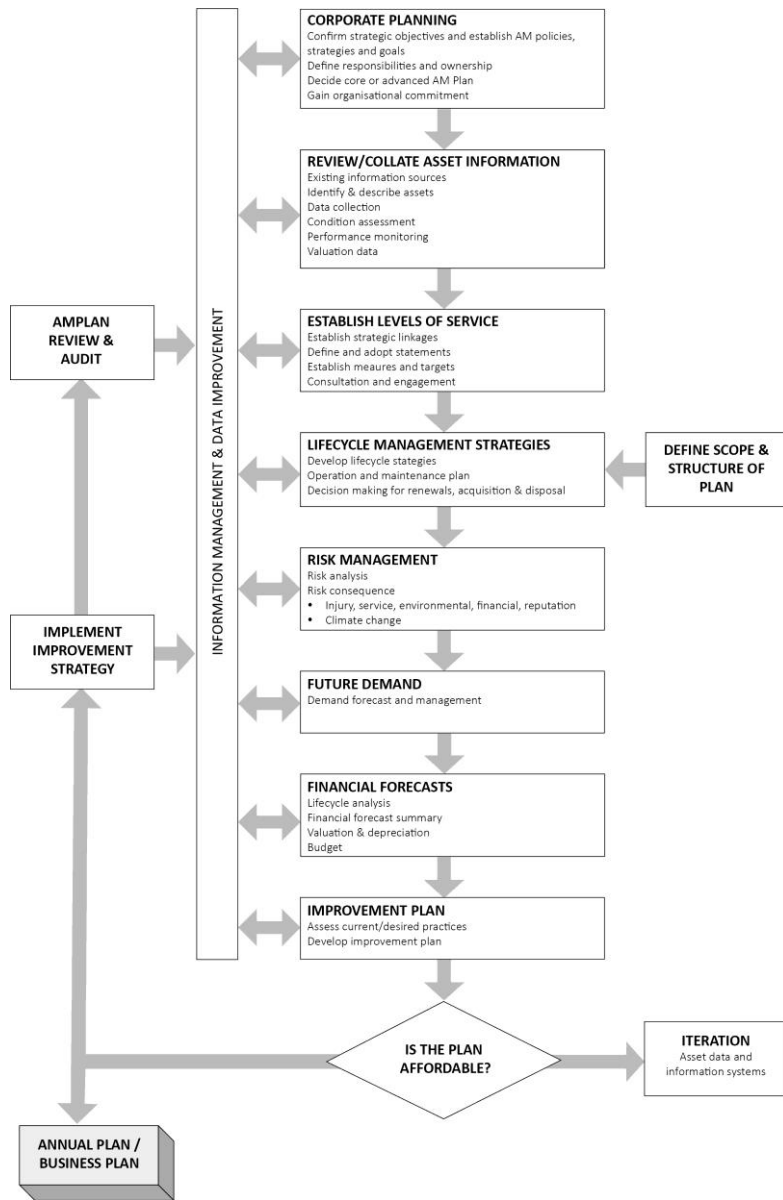 CORPORATE PLANNING
Confirm strategic objectives and establish AM policies,
strategies and goals
Define responsibilities and ownership
Decide core or advanced AM Plan
Gain organisational commitment
REVIEW/COLLATE ASSET INFORMATION
Existing information sources
Identify & describe assets
Data collection
Condition assessment
Performance monitoring
Valuation data
AMPLAN
REVIEW &
AUDIT
INFORMATION MANAGEMENT & DATA IMPROVEMENT
ESTABLISH LEVELS OF SERVICE
Establish strategic linkages
Define and adopt statements
Establish measures and targets
Consultation and engagement
LIFECYCLE MANAGEMENT STRATEGIES
Develop lifecycle stategies
Operation and maintenance plan
Decision making for renewals, acquisition & disposal
DEFINE SCOPE &
STRUCTURE OF
PLAN
RISK MANAGEMENT
Risk analysis
Risk consequence
• Injury, service, environmental, financial, reputation
• Climate change
IMPLEMENT
IMPROVEMENT
STRATEGY
FUTURE DEMAND
Demand forecast and management
FINANCIAL FORECASTS
Lifecycle analysis
Financial forecast summary
Valuation & depreciation
Budget
IMPROVEMENT PLAN
Assess current/desired practices
Develop improvement plan
IS THE PLAN
AFFORDABLE?
ITERATION
Asset data and
information systems
ANNUAL PLAN /
BUSINESS PLAN